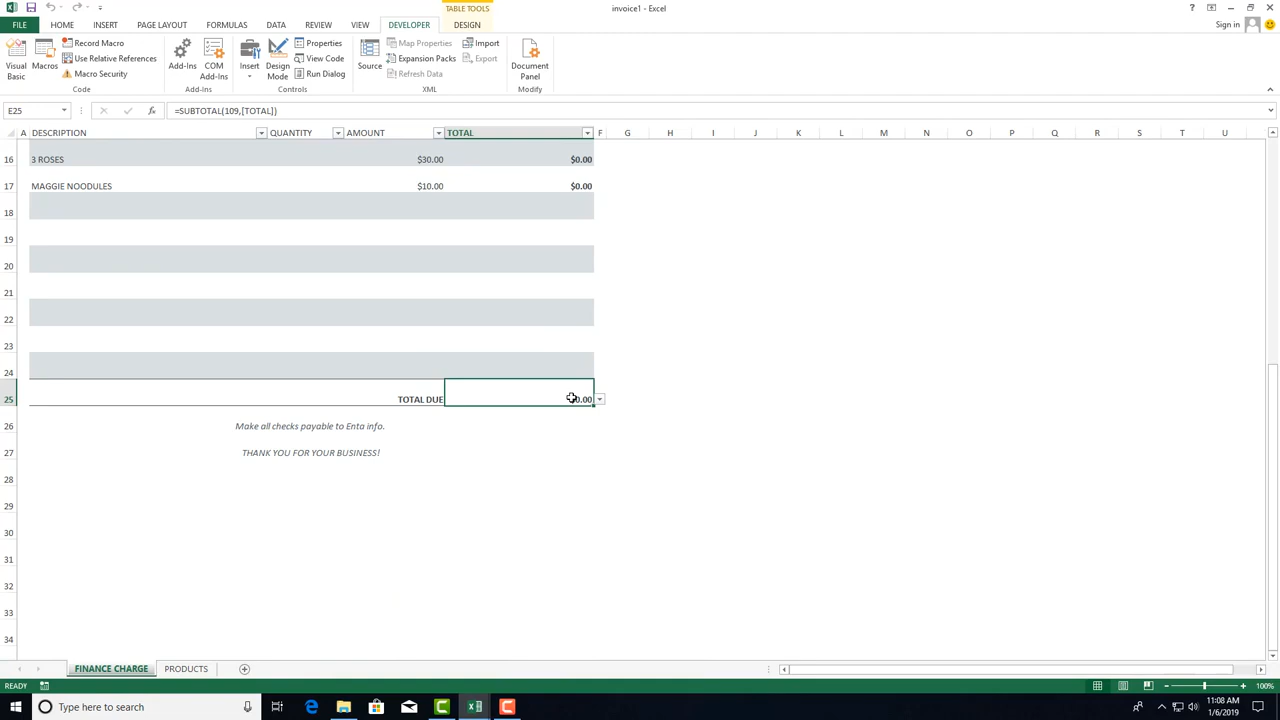 TABLE TOOLS
invoice1 - Excel
FILE
HOME
INSERT
PAGE LAYOUT
FORMULAS
DATA
REVIEW
VIEW
DEVELOPER
DESIGN
Sign in
Visual Basic
Macros
Record Macro
Use Relative References
Macro Security
Code
Add-Ins
COM Add-Ins
Add-Ins
Insert
Design Mode
Properties
View Code
Run Dialog
Controls
Source
Map Properties
Expansion Packs
Refresh Data
Import
Export
XML
Document Panel
Modify
E25
=SUBTOTAL(109,[TOTAL])
A DESCRIPTION QUANTITY AMOUNT TOTAL F G H I J K L M N O P Q R S T U
16 3 ROSES $30.00 $0.00
17 MAGGIE NOODULES $10.00 $0.00
18
19
20
21
22
23
24
25 TOTAL DUE
26 Make all checks payable to Enta info.
27 THANK YOU FOR YOUR BUSINESS!
28
29
30
31
32
33
34
FINANCE CHARGE
PRODUCTS
READY
100%
Type here to search
11:08 AM
1/6/2019